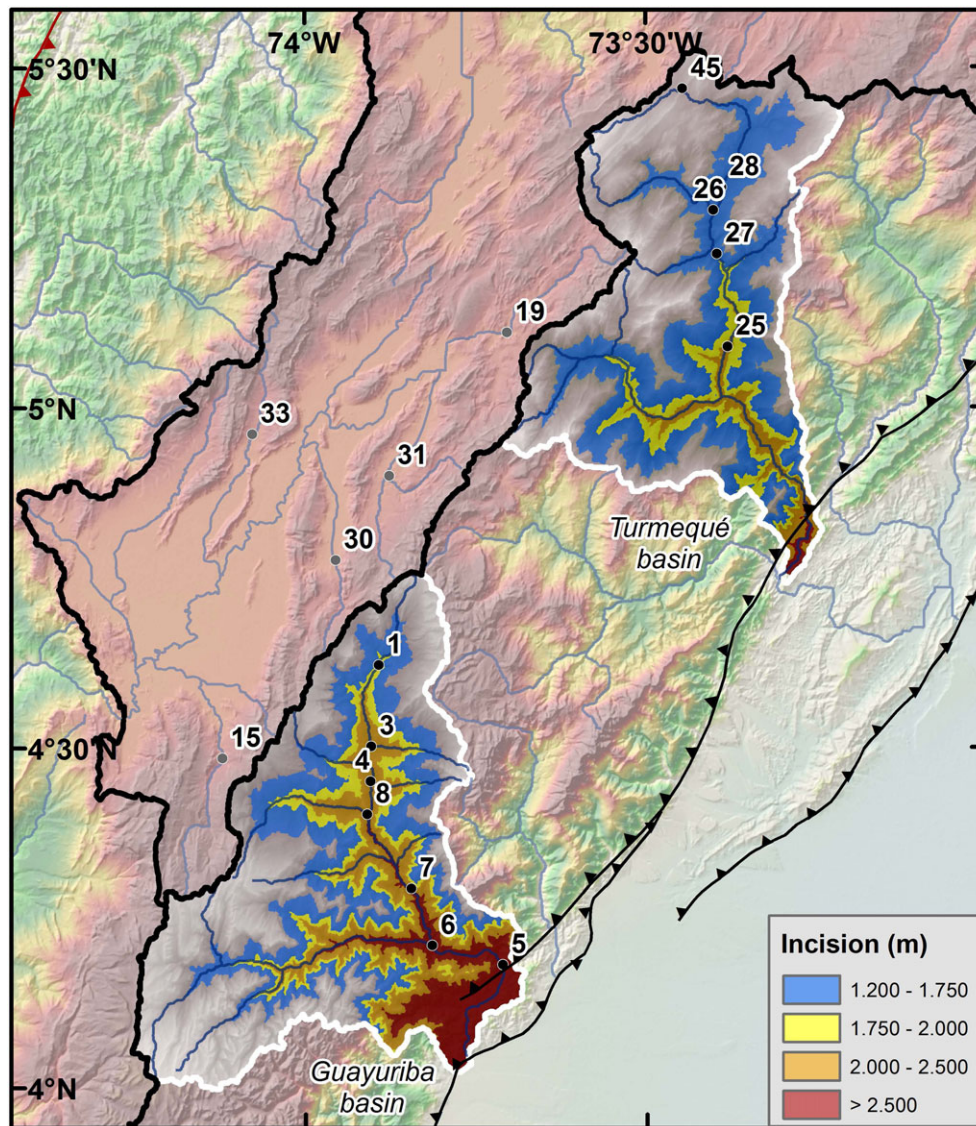 74°W
73°30'W
5°30'N
45
28
26
27
19
25
5°N
33
31
Turmequé
basin
30
1
3
4°30'N
15
4
8
7
6
5
Incision (m)
1.200 - 1.750
1.750 - 2.000
2.000 - 2.500
> 2.500
Guayuriba
basin
4°N